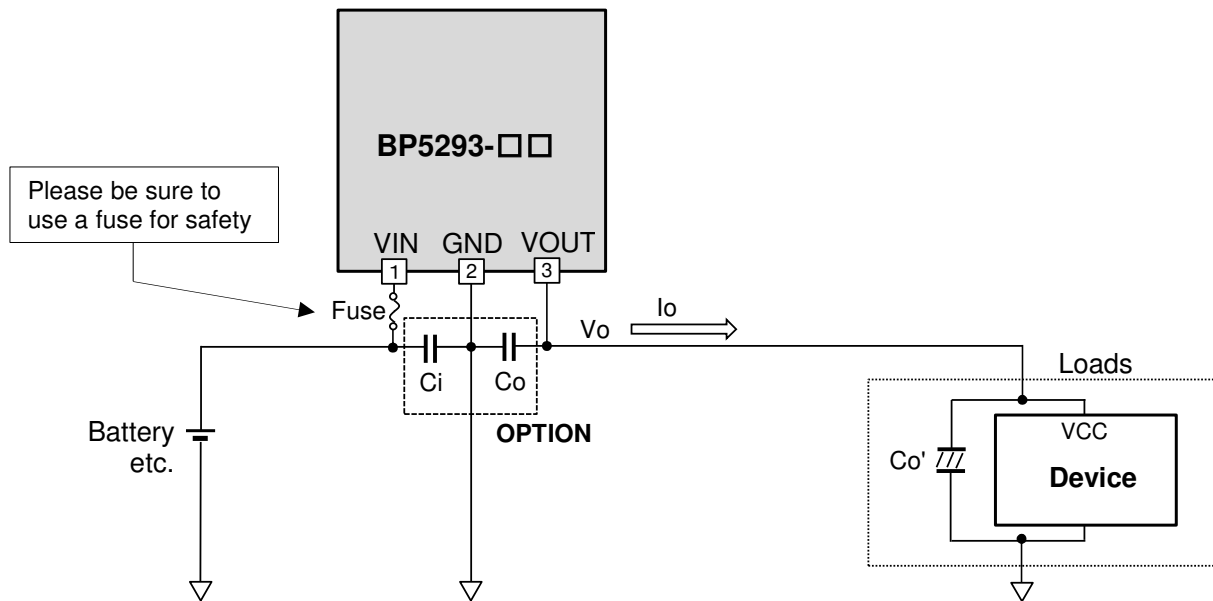 BP5293-□□
Please be sure to
use a fuse for safety
VIN GND VOUT
1 2 3
Fuse
Io
Vo
Ci Co
OPTION
Battery
etc.
Loads
VCC
Co'
Device